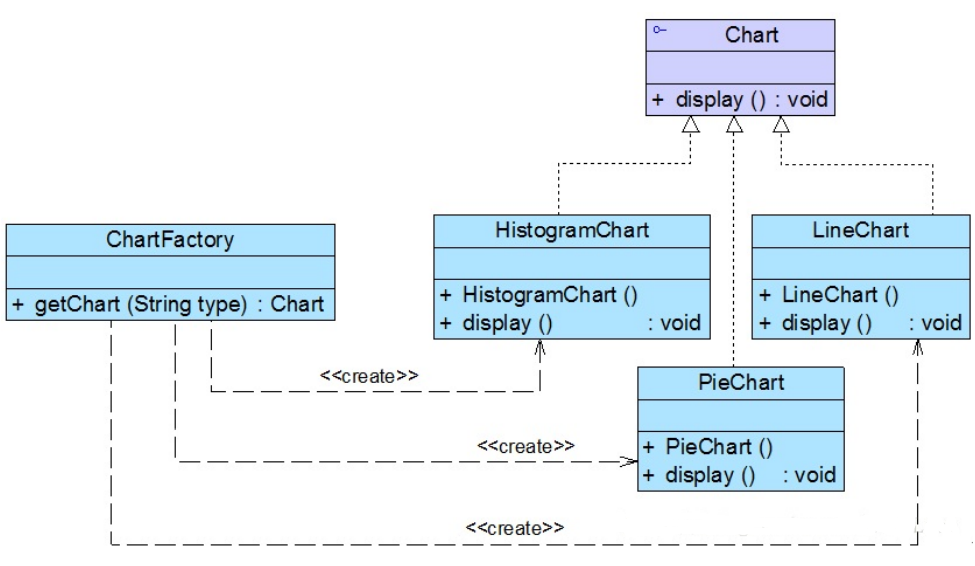 Chart
+ display () : void
ChartFactory
+ getChart (String type) : Chart
HistogramChart
+ HistogramChart ()
+ display () : void
LineChart
+ LineChart ()
+ display () : void
<<create>>
PieChart
+ PieChart ()
+ display () : void
<<create>>
<<create>>